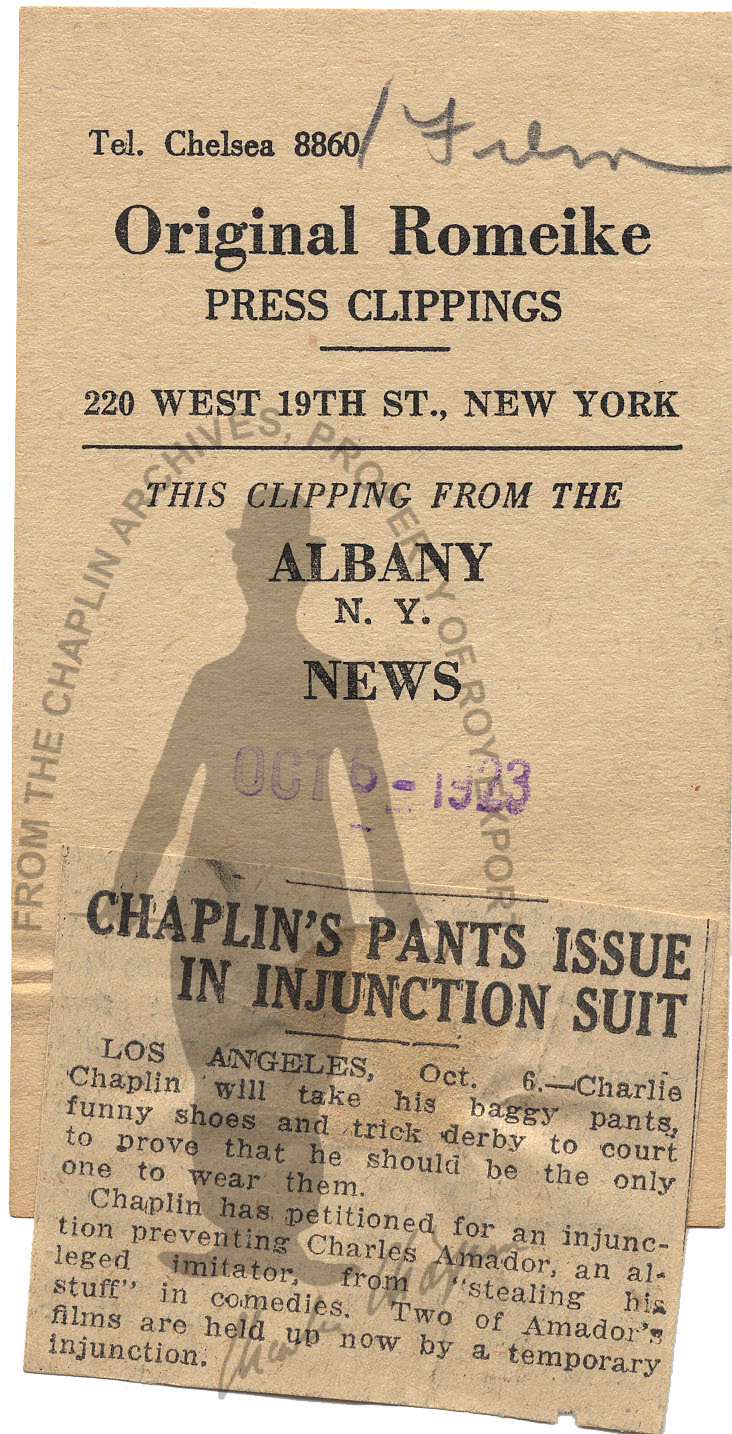 Tel. Chelsea 8860
Film
Original Romeike
PRESS CLIPPINGS
220 WEST 19TH ST., NEW YORK
THIS CLIPPING FROM THE
ALBANY
N. Y.
NEWS
OCT 6 - 1923
FROM THE CHAPLIN ARCHIVES, PROPERTY OF ROY EXPORT
CHAPLIN'S PANTS ISSUE
IN INJUNCTION SUIT
LOS ANGELES, Oct. 6.—Charlie
Chaplin will take his baggy pants,
funny shoes and trick derby to court
to prove that he should be the only
one to wear them.
Chaplin has petitioned for an injunc-
tion preventing Charles Amador, an al-
leged imitator, from "stealing his
stuff" in comedies. Two of Amador's
films are held up now by a temporary
injunction.